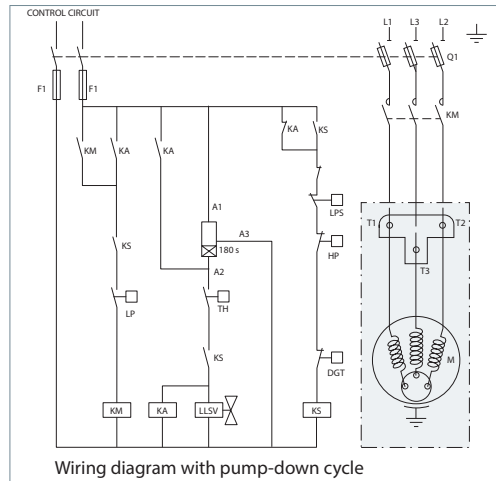 CONTROL CIRCUIT
L1 L3 L2
Q1
F1 F1
KM
KA KS
KM KA KA
LPS
A1
T1 T2
A3
KS
180 s
HP
T3
A2
LP
TH
KS
DGT
M
KM KA LLSV KS
Wiring diagram with pump-down cycle